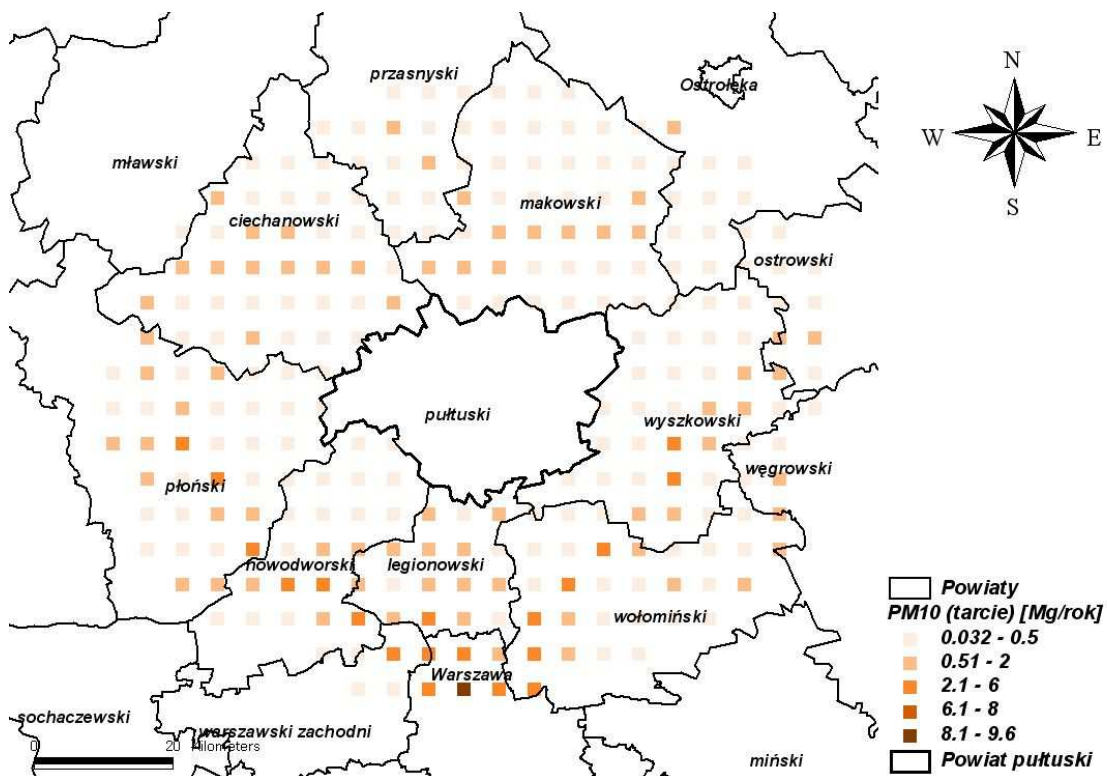 przasnyski
Ostrołęka
N
W
E
S
mławski
ciechanowski
makowski
ostrowski
pułtuski
wyszkowski
węgrowski
płoński
nowodworski
legionowski
wołomiński
Warszawa
sochaczewski
warszawski zachodni
miński
0 20 Kilometers
Powiaty
PM10 (tarcie) [Mg/rok]
0.032 - 0.5
0.51 - 2
2.1 - 6
6.1 - 8
8.1 - 9.6
Powiat pułtuski